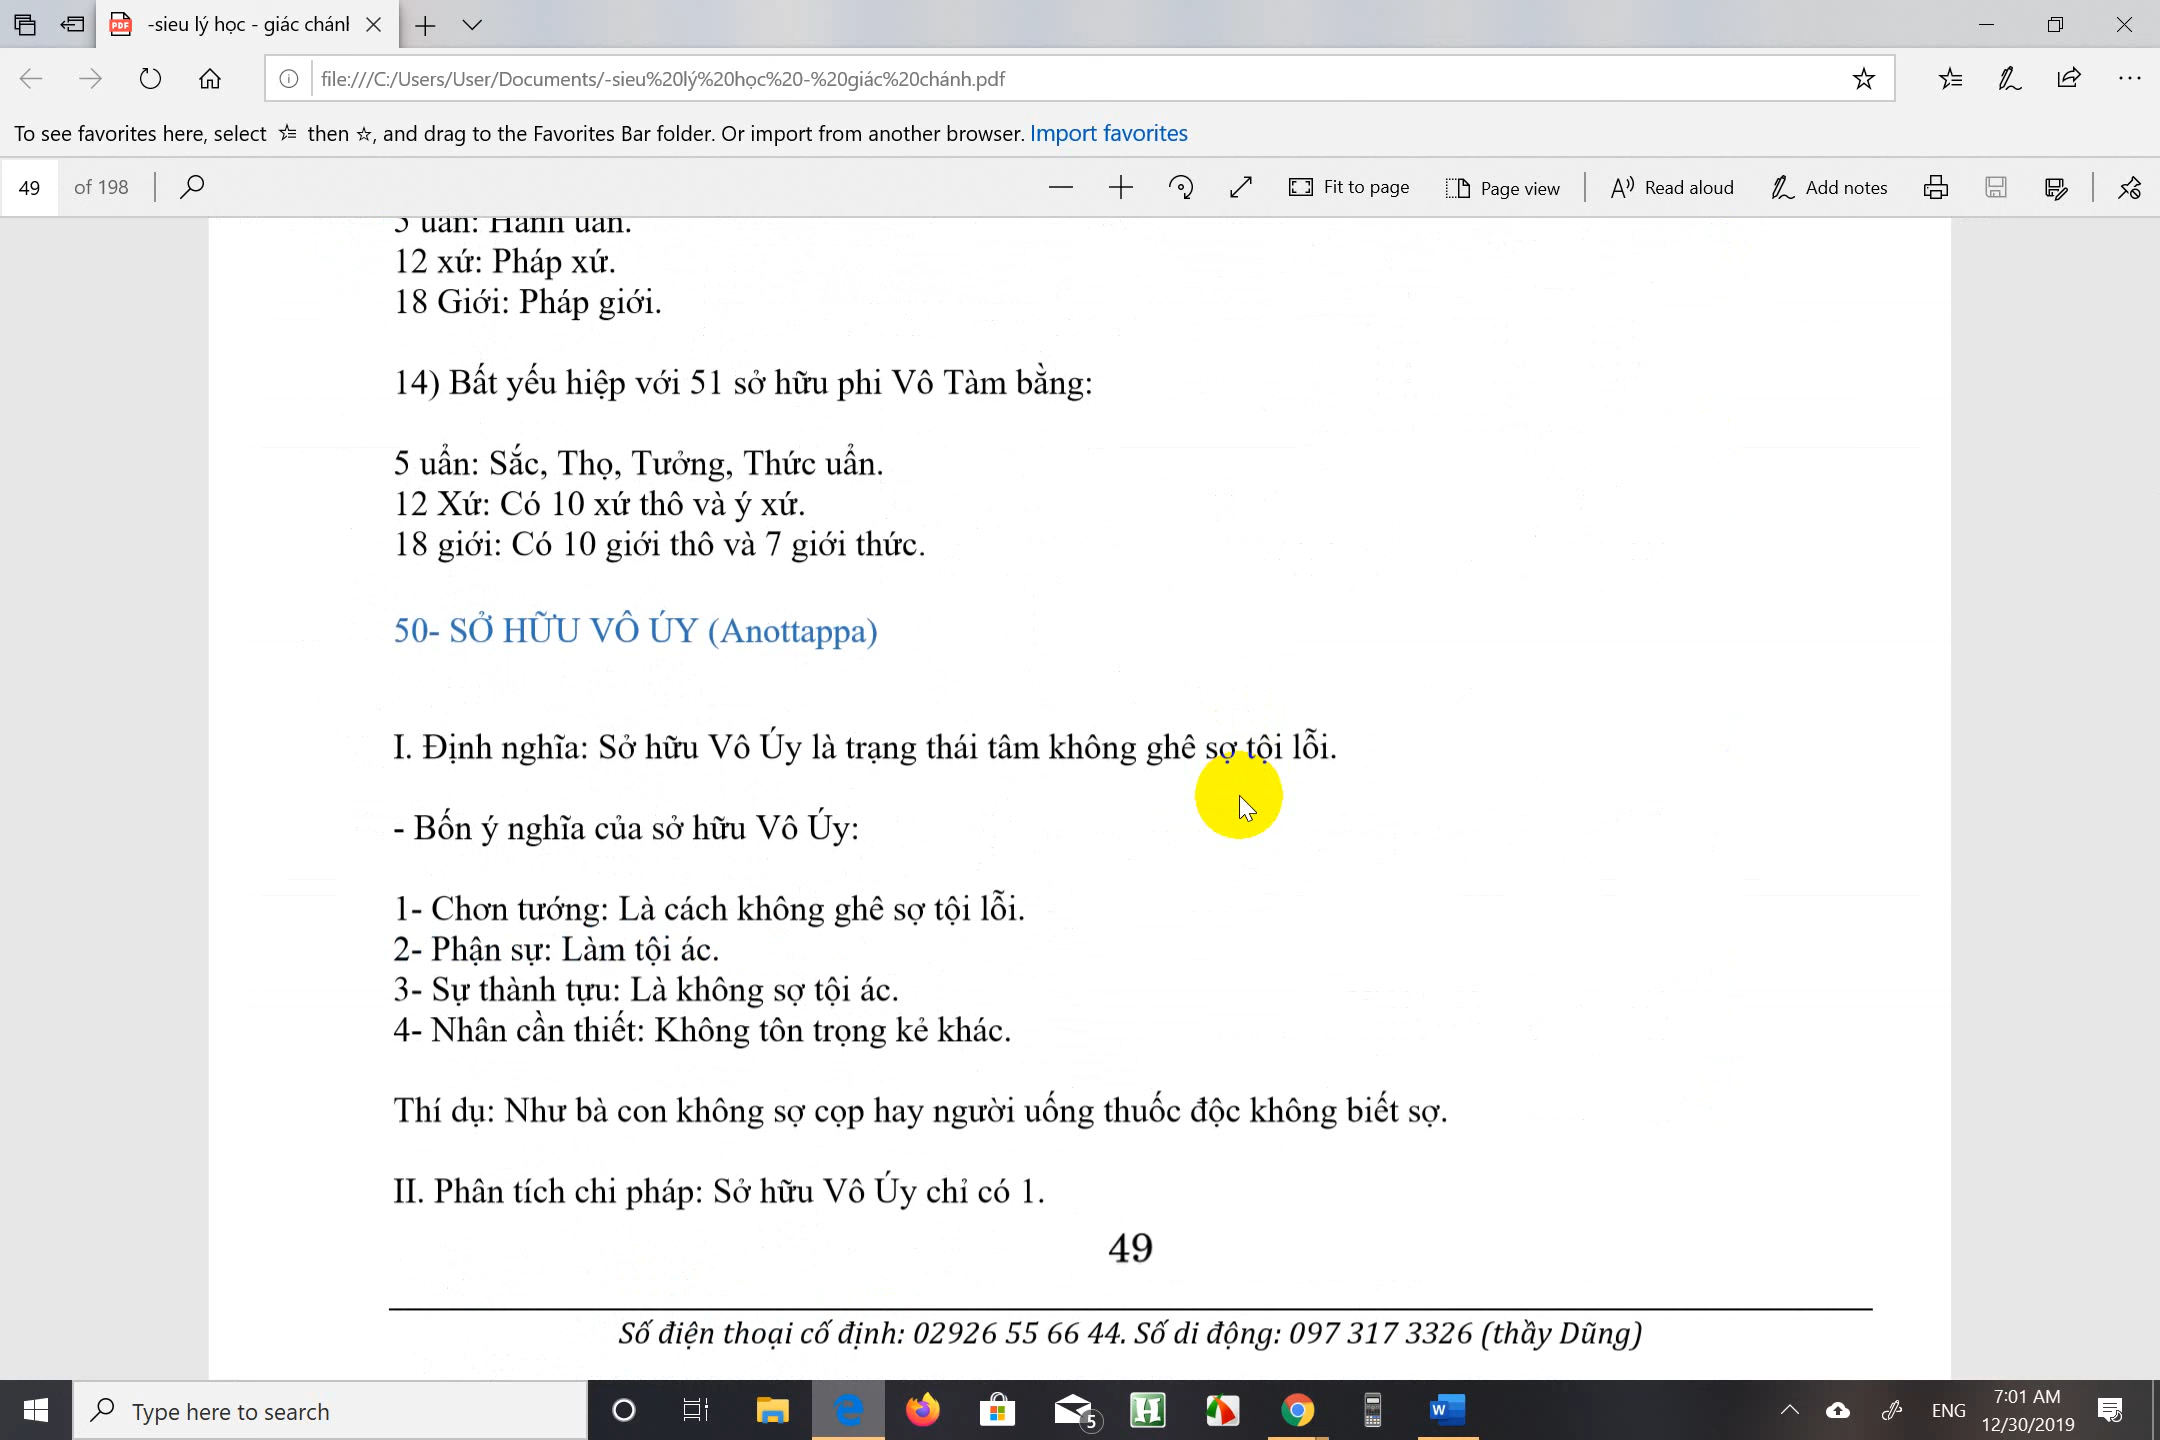 -sieu lý học - giác chánh
file:///C:/Users/User/Documents/-sieu%20lý%20học%20-%20giác%20chánh.pdf
To see favorites here, select then , and drag to the Favorites Bar folder. Or import from another browser. Import favorites
49 of 198 Fit to page Page view Read aloud Add notes
5 uẩn: Hành uẩn.
12 xứ: Pháp xứ.
18 Giới: Pháp giới.
14) Bất yếu hiệp với 51 sở hữu phi Vô Tàm bằng:
5 uẩn: Sắc, Thọ, Tưởng, Thức uẩn.
12 Xứ: Có 10 xứ thô và ý xứ.
18 giới: Có 10 giới thô và 7 giới thức.
50- SỞ HỮU VÔ ÚY (Anottappa)
I. Định nghĩa: Sở hữu Vô Úy là trạng thái tâm không ghê sợ tội lỗi.
- Bốn ý nghĩa của sở hữu Vô Úy:
1- Chơn tướng: Là cách không ghê sợ tội lỗi.
2- Phận sự: Làm tội ác.
3- Sự thành tựu: Là không sợ tội ác.
4- Nhân cần thiết: Không tôn trọng kẻ khác.
Thí dụ: Như bà con không sợ cọp hay người uống thuốc độc không biết sợ.
II. Phân tích chi pháp: Sở hữu Vô Úy chỉ có 1.
49
Số điện thoại cố định: 02926 55 66 44. Số di động: 097 317 3326 (thầy Dũng)
Type here to search 5 ENG 7:01 AM
12/30/2019